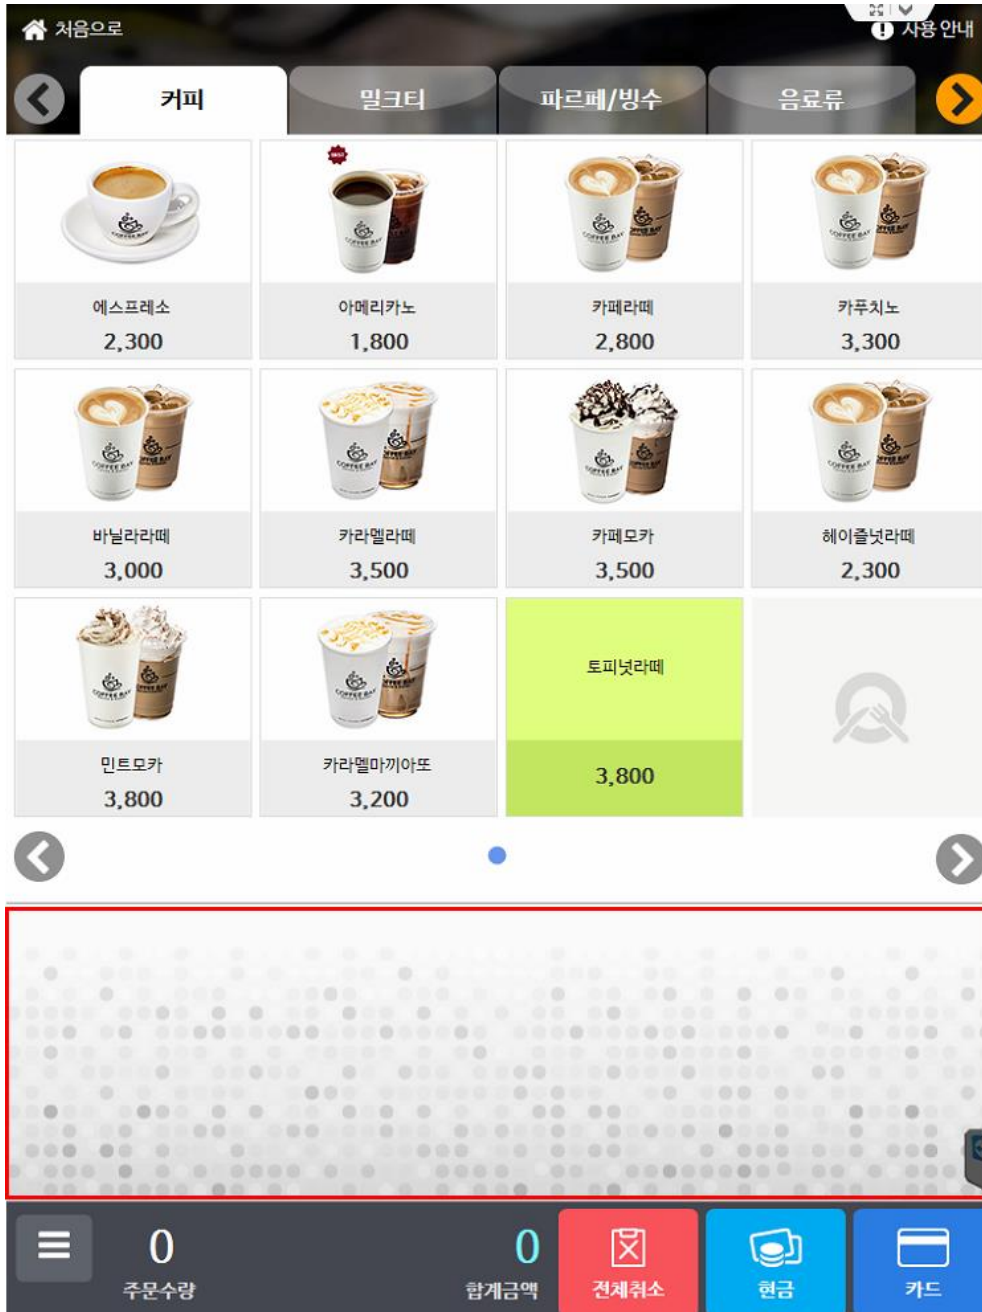 처음으로
사용 안내
커피
밀크티
파르페/빙수
음료류
에스프레소
2,300
아메리카노
1,800
카페라떼
2,800
카푸치노
3,300
바닐라라떼
3,000
카라멜라떼
3,500
카페모카
3,500
헤이즐넛라떼
2,300
민트모카
3,800
카라멜마끼아또
3,200
토피넛라떼
3,800
0
주문수량
0
합계금액
전체취소
현금
카드
COFFEE BAY